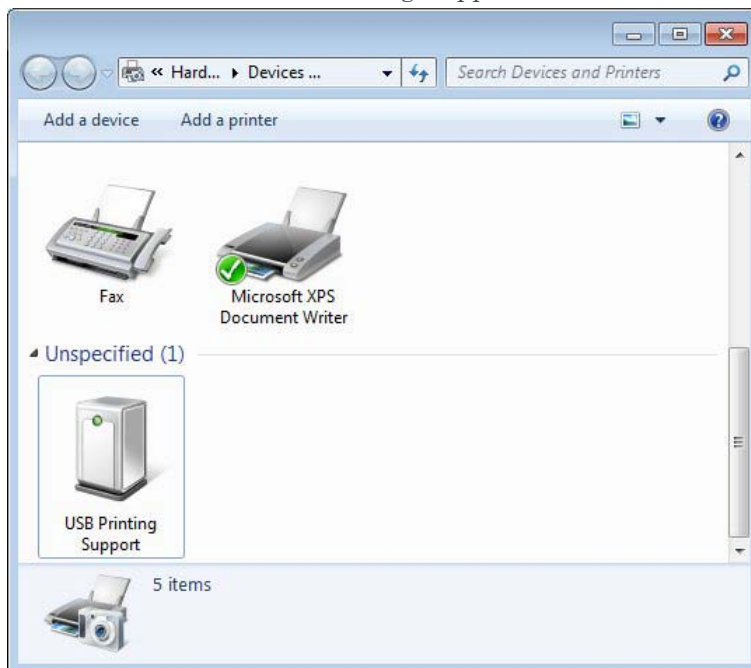 « Hard... ▸ Devices ...
Search Devices and Printers
Add a device Add a printer
Fax
Microsoft XPS
Document Writer
Unspecified (1)
USB Printing
Support
5 items